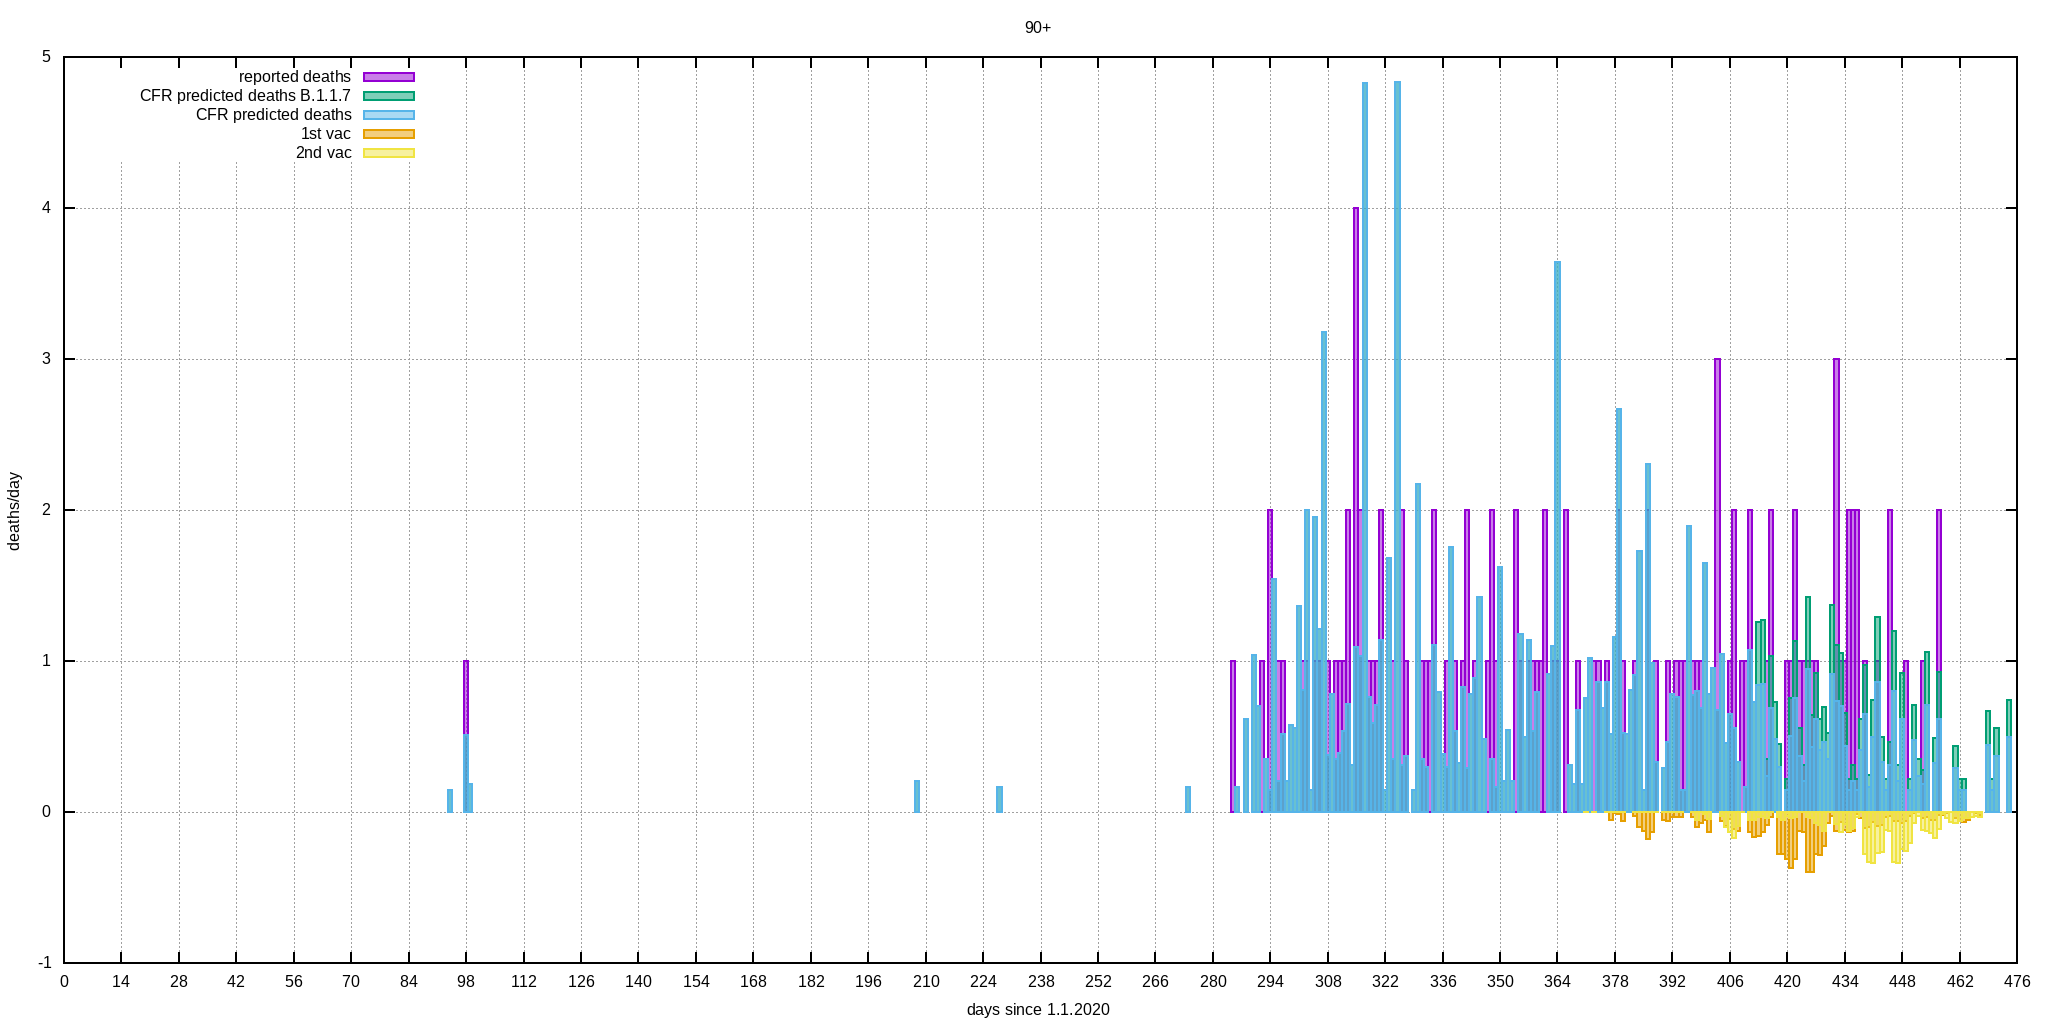 90+
reported deaths
CFR predicted deaths B.1.1.7
CFR predicted deaths
1st vac
2nd vac
5
4
3
2
1
0
-1
deaths/day
0 14 28 42 56 70 84 98 112 126 140 154 168 182 196 210 224 238 252 266 280 294 308 322 336 350 364 378 392 406 420 434 448 462 476
days since 1.1.2020